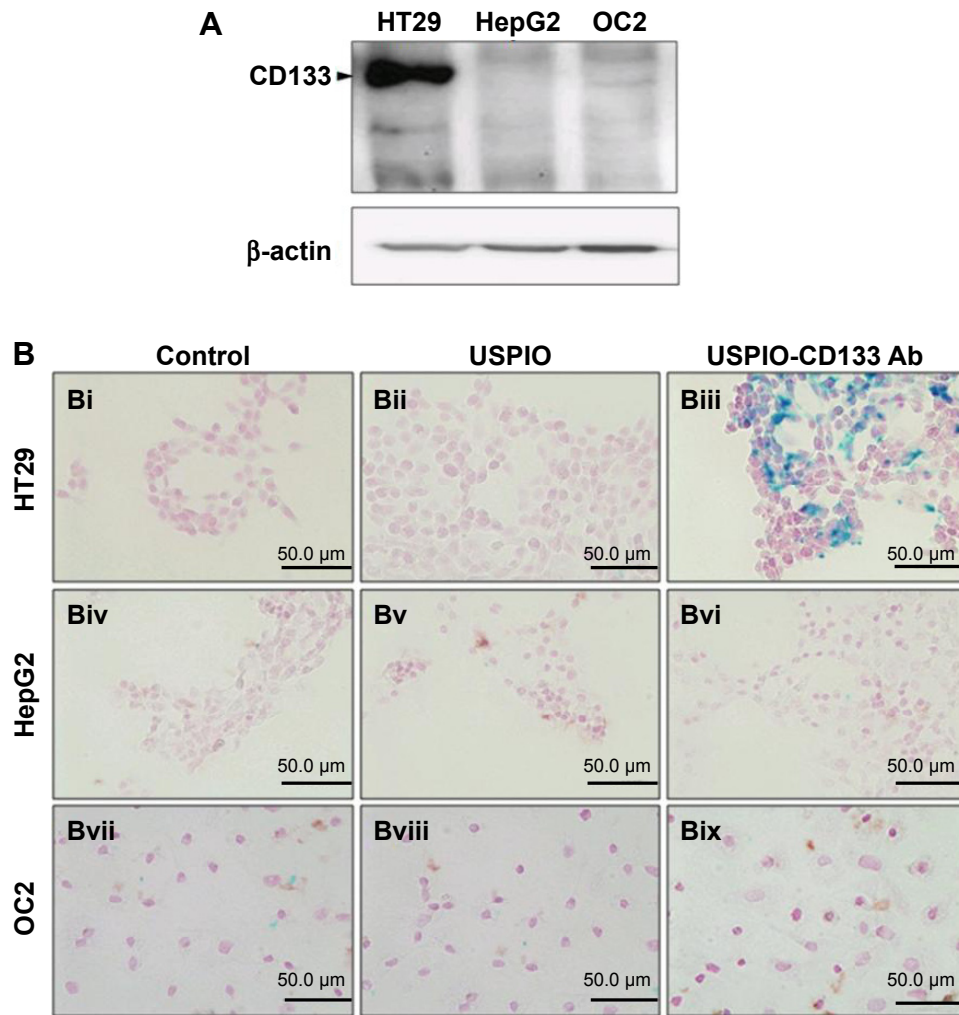 A
HT29 HepG2 OC2
CD133
β-actin
B
Control USPIO USPIO-CD133 Ab
HT29
Bi
50.0 µm
Bii
50.0 µm
Biii
50.0 µm
HepG2
Biv
50.0 µm
Bv
50.0 µm
Bvi
50.0 µm
OC2
Bvii
50.0 µm
Bviii
50.0 µm
Bix
50.0 µm